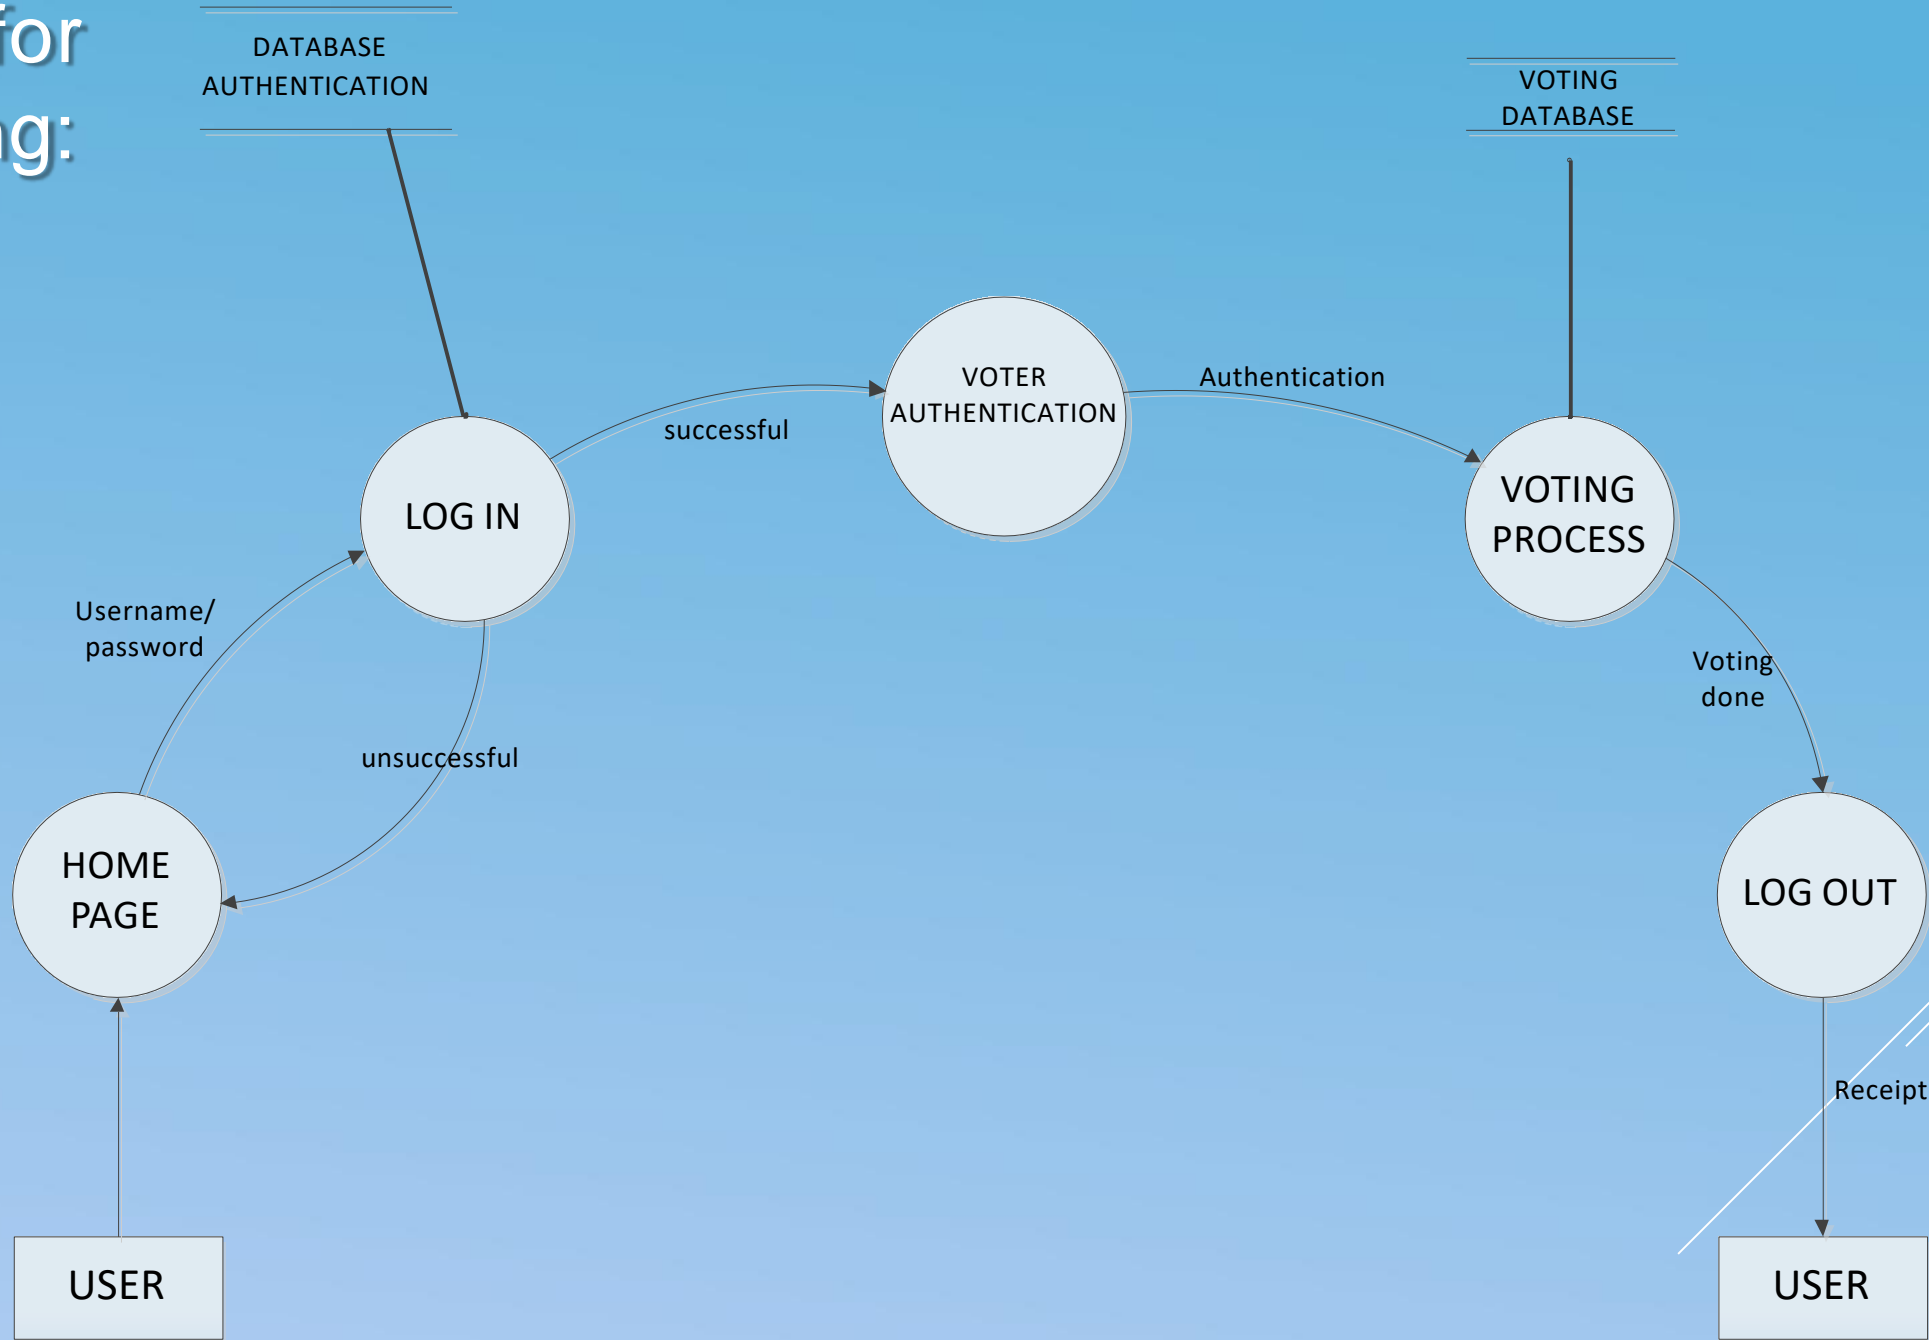 for
ng:
DATABASE
AUTHENTICATION
VOTING
DATABASE
VOTER
AUTHENTICATION
Authentication
successful
LOG IN
VOTING
PROCESS
Username/
password
Voting
done
unsuccessful
HOME
PAGE
LOG OUT
Receipt
USER
USER